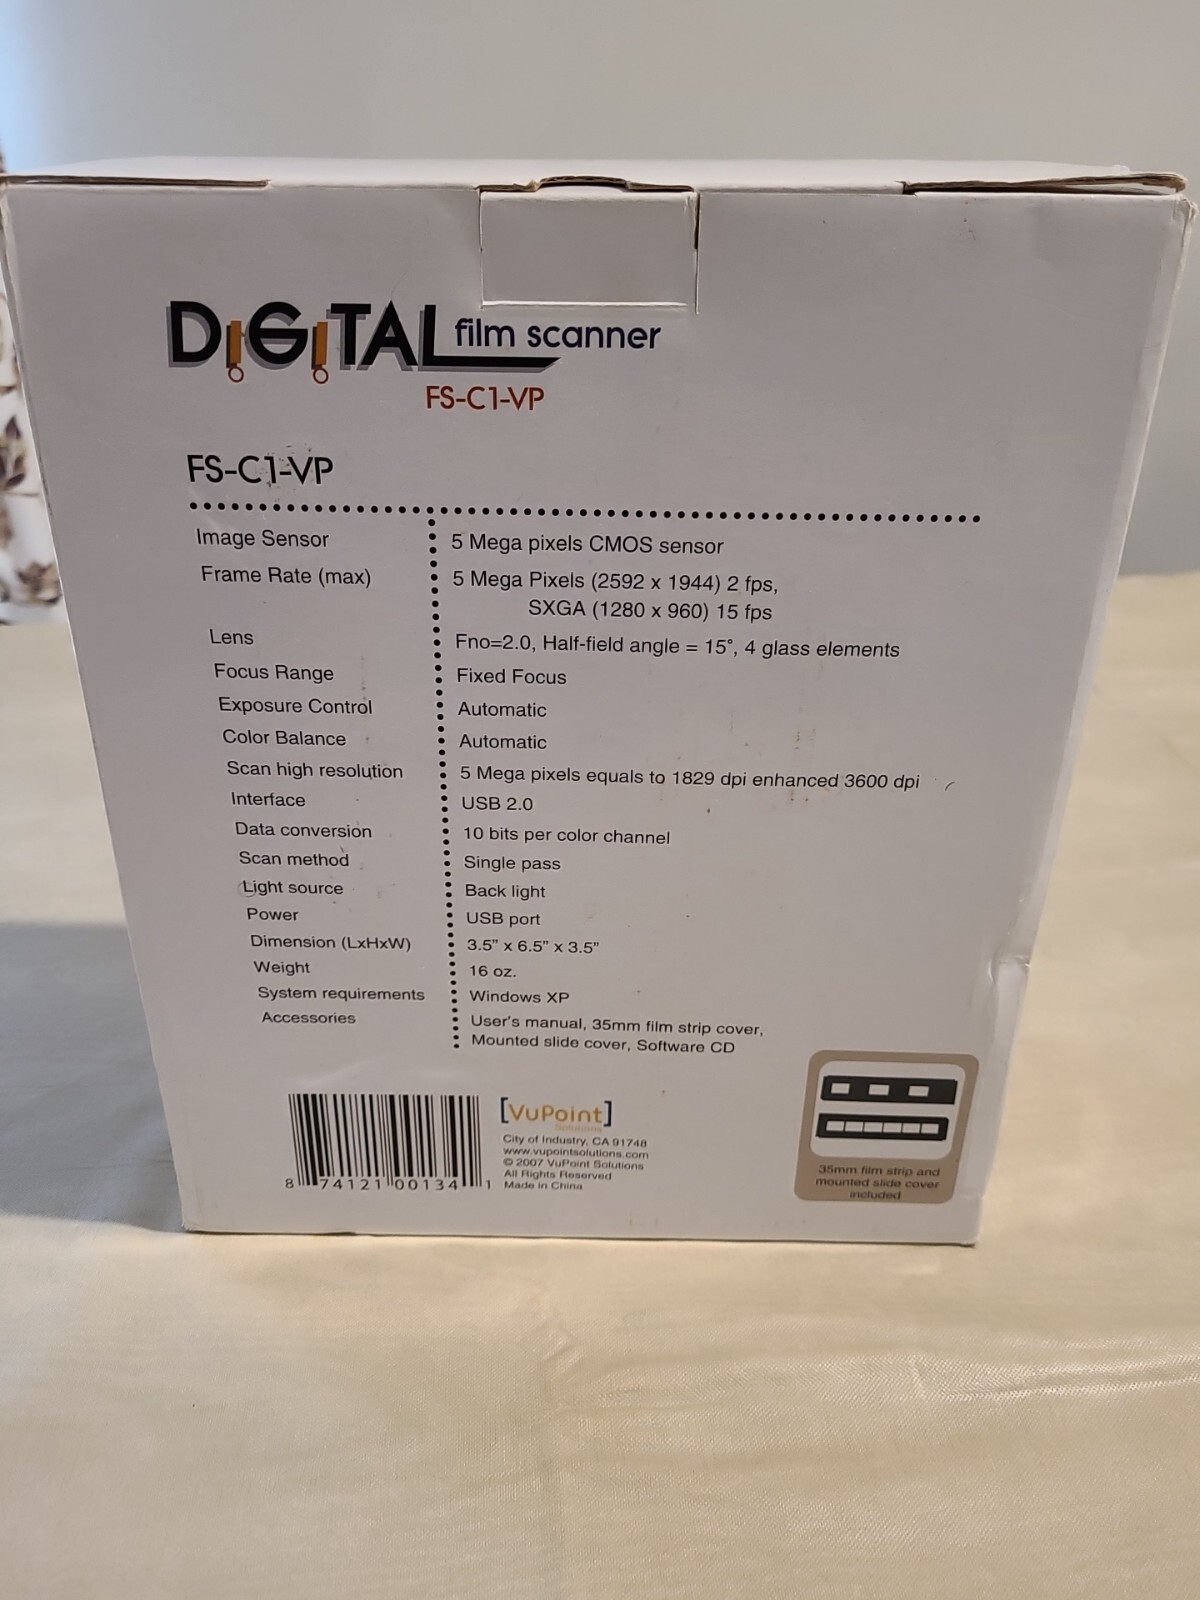 DiGiTAL film scanner
FS-C1-VP
FS-C1-VP
Image Sensor 5 Mega pixels CMOS sensor
Frame Rate (max) 5 Mega Pixels (2592 x 1944) 2 fps,
SXGA (1280 x 960) 15 fps
Lens Fno=2.0, Half-field angle = 15°, 4 glass elements
Focus Range Fixed Focus
Exposure Control Automatic
Color Balance Automatic
Scan high resolution 5 Mega pixels equals to 1829 dpi enhanced 3600 dpi
Interface USB 2.0
Data conversion 10 bits per color channel
Scan method Single pass
Light source Back light
Power USB port
Dimension (LxHxW) 3.5” x 6.5” x 3.5”
Weight 16 oz.
System requirements Windows XP
Accessories User's manual, 35mm film strip cover,
Mounted slide cover, Software CD
8 74121 00134 1
[VuPoint]
Solutions
City of Industry, CA 91748
www.vupointsolutions.com
© 2007 VuPoint Solutions
All Rights Reserved
Made in China
35mm film strip and
mounted slide cover
included